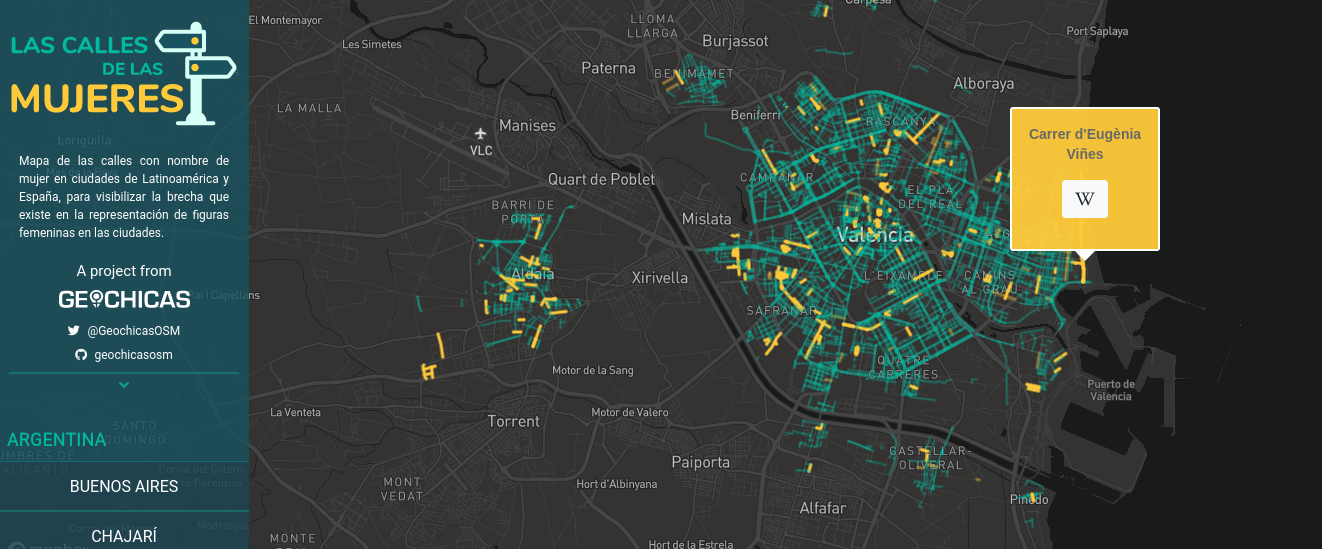 LAS CALLES
DE LAS
MUJERES
Mapa de las calles con nombre de
mujer en ciudades de Latinoamérica y
España, para visibilizar la brecha que
existe en la representación de figuras
femeninas en las ciudades.
A project from
GEOCHICAS
@GeochicasOSM
geochicasosm
ARGENTINA
BUENOS AIRES
CHAJARÍ
Loriguilla
SANTO
DOMINGO
Corral del Colero-
Madronyal
mapbox
El Montemayor
Les Simetes
LLOMA
LLARGA
Burjassot
Carpesa
Port Saplaya
Paterna
BENIMAMET
Alboraya
LA MALLA
Manises
VLC
Beniferri
RASCANYA
Carrer d'Eugènia
Viñes
W
Quart de Poblet
CAMPANAR
EL PLA
DEL REAL
BARRI DE
PORTA
Mislata
València
Aldaia
Xirivella
L'EIXAMPLE
CAMINS
AL GRAU
SAFRANAR
QUATRE
CARRERES
Motor de la Sang
Puerto de
Valencia
La Venteta
Torrent
Motor de Valero
CASTELLAR-
OLIVERAL
Paiporta
MONT
VEDAT
Hort d'Albinyana
Alfafar
Pinedo
MONTE
Hort de la Estrela